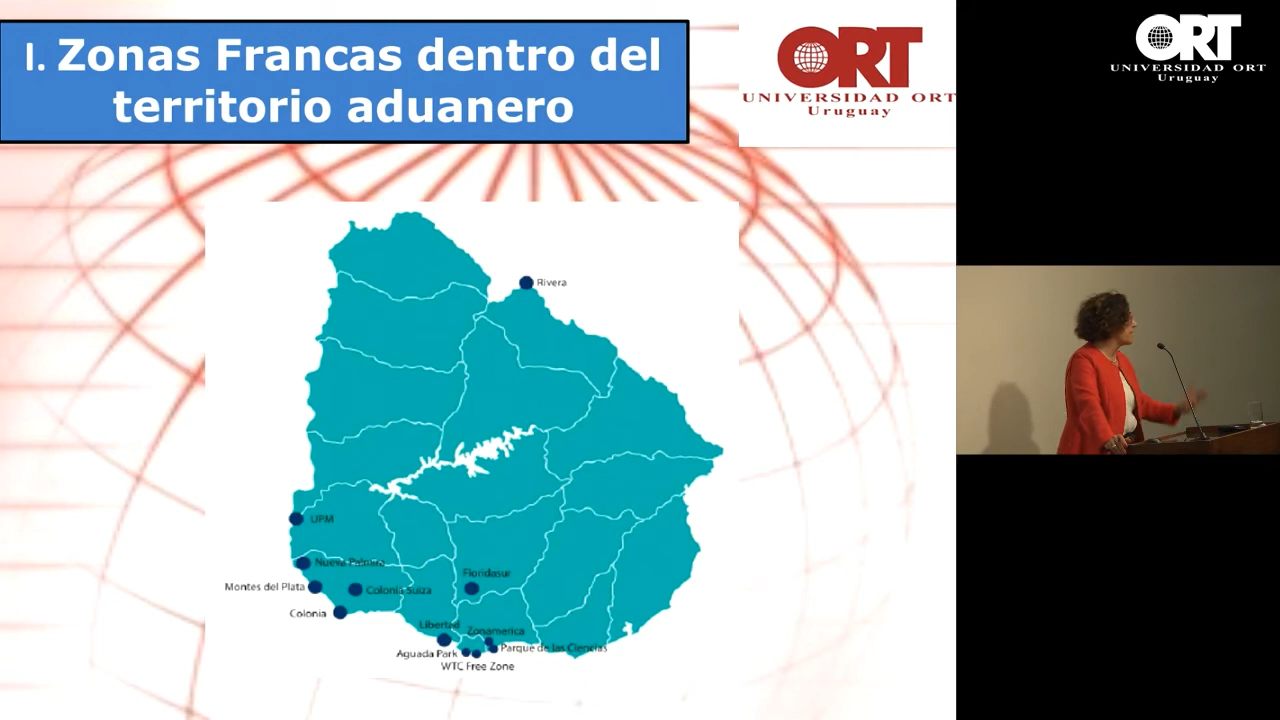 I. Zonas Francas dentro del
territorio aduanero
ORT
UNIVERSIDAD ORT
Uruguay
ORT
UNIVERSIDAD ORT
Uruguay
Rivera
UPM
Nueva Palmira
Montes del Plata
Colonia Suiza
Floridasur
Colonia
Libertad
Zonamerica
Parque de las Ciencias
Aguada Park
WTC Free Zone